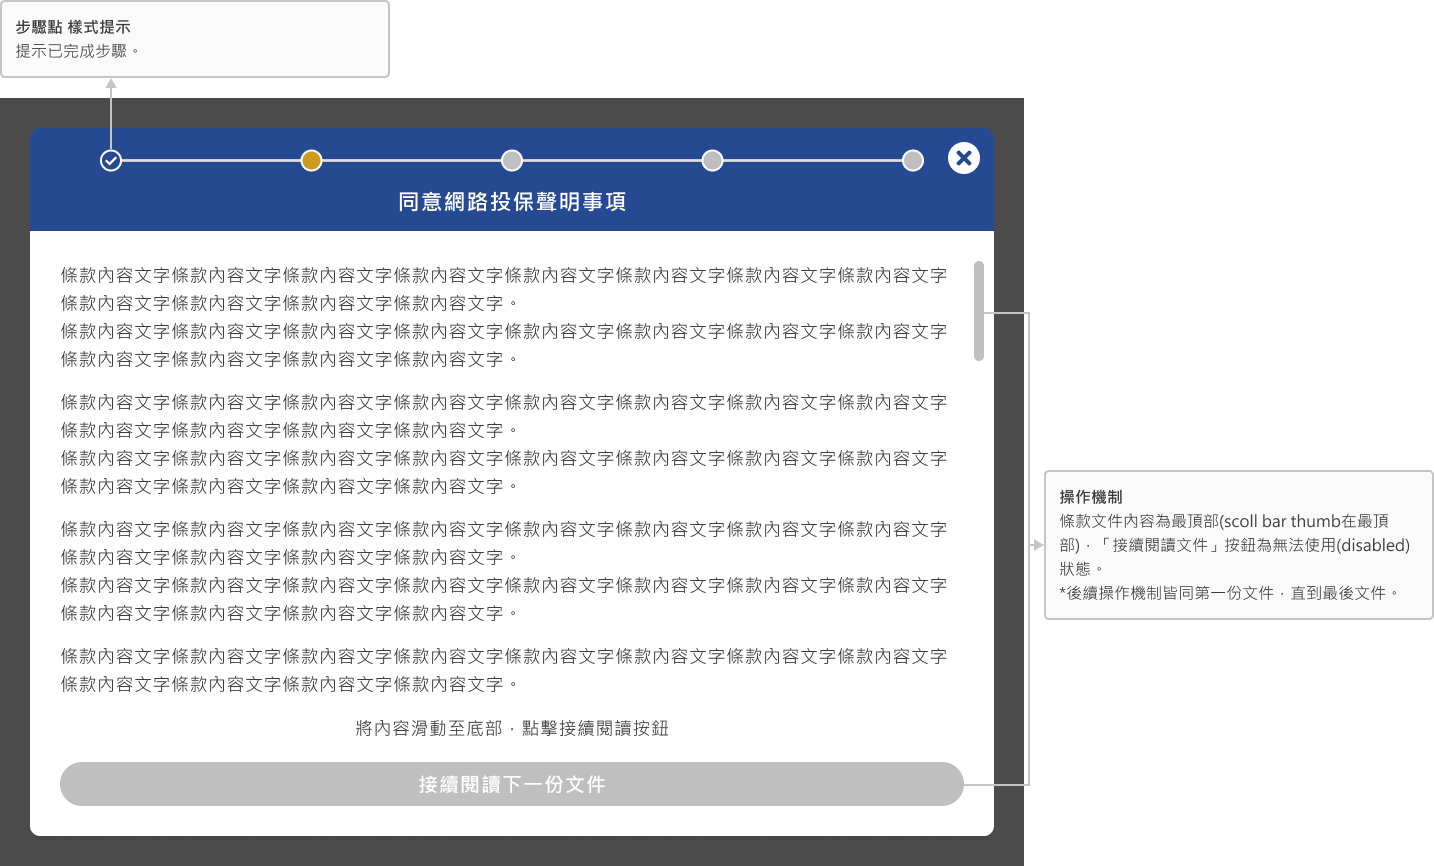 步驟點 樣式提示
提示已完成步驟。
同意網路投保聲明事項
條款內容文字條款內容文字條款內容文字條款內容文字條款內容文字條款內容文字條款內容文字條款內容文字
條款內容文字條款內容文字條款內容文字條款內容文字。
條款內容文字條款內容文字條款內容文字條款內容文字條款內容文字條款內容文字條款內容文字條款內容文字
條款內容文字條款內容文字條款內容文字條款內容文字。
條款內容文字條款內容文字條款內容文字條款內容文字條款內容文字條款內容文字條款內容文字條款內容文字
條款內容文字條款內容文字條款內容文字條款內容文字。
條款內容文字條款內容文字條款內容文字條款內容文字條款內容文字條款內容文字條款內容文字條款內容文字
條款內容文字條款內容文字條款內容文字條款內容文字。
條款內容文字條款內容文字條款內容文字條款內容文字條款內容文字條款內容文字條款內容文字條款內容文字
條款內容文字條款內容文字條款內容文字條款內容文字。
條款內容文字條款內容文字條款內容文字條款內容文字條款內容文字條款內容文字條款內容文字條款內容文字
條款內容文字條款內容文字條款內容文字條款內容文字。
條款內容文字條款內容文字條款內容文字條款內容文字條款內容文字條款內容文字條款內容文字條款內容文字
條款內容文字條款內容文字條款內容文字條款內容文字。
將內容滑動至底部，點擊接續閱讀按鈕
接續閱讀下一份文件
操作機制
條款文件內容為最頂部(scoll bar thumb在最頂
部)，「接續閱讀文件」按鈕為無法使用(disabled)
狀態。
*後續操作機制皆同第一份文件，直到最後文件。